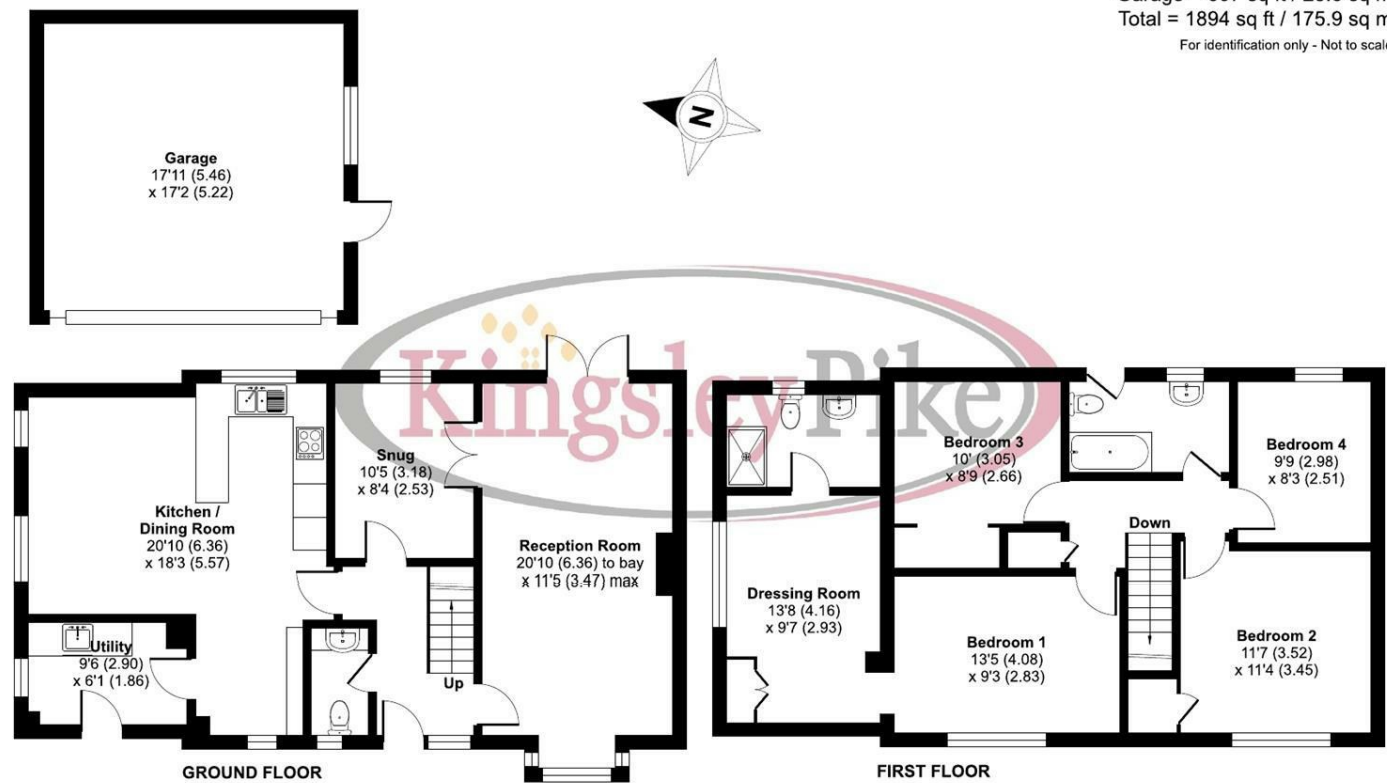 Total = 1894 sq ft / 175.9 sq m
For identification only - Not to scale
N
Garage
17'11 (5.46)
x 17'2 (5.22)
Kingsley Pike
Snug
10'5 (3.18)
x 8'4 (2.53)
Kitchen /
Dining Room
20'10 (6.36)
x 18'3 (5.57)
Reception Room
20'10 (6.36) to bay
x 11'5 (3.47) max
Utility
9'6 (2.90)
x 6'1 (1.86)
Up
GROUND FLOOR
Bedroom 3
10' (3.05)
x 8'9 (2.66)
Bedroom 4
9'9 (2.98)
x 8'3 (2.51)
Down
Dressing Room
13'8 (4.16)
x 9'7 (2.93)
Bedroom 1
13'5 (4.08)
x 9'3 (2.83)
Bedroom 2
11'7 (3.52)
x 11'4 (3.45)
FIRST FLOOR